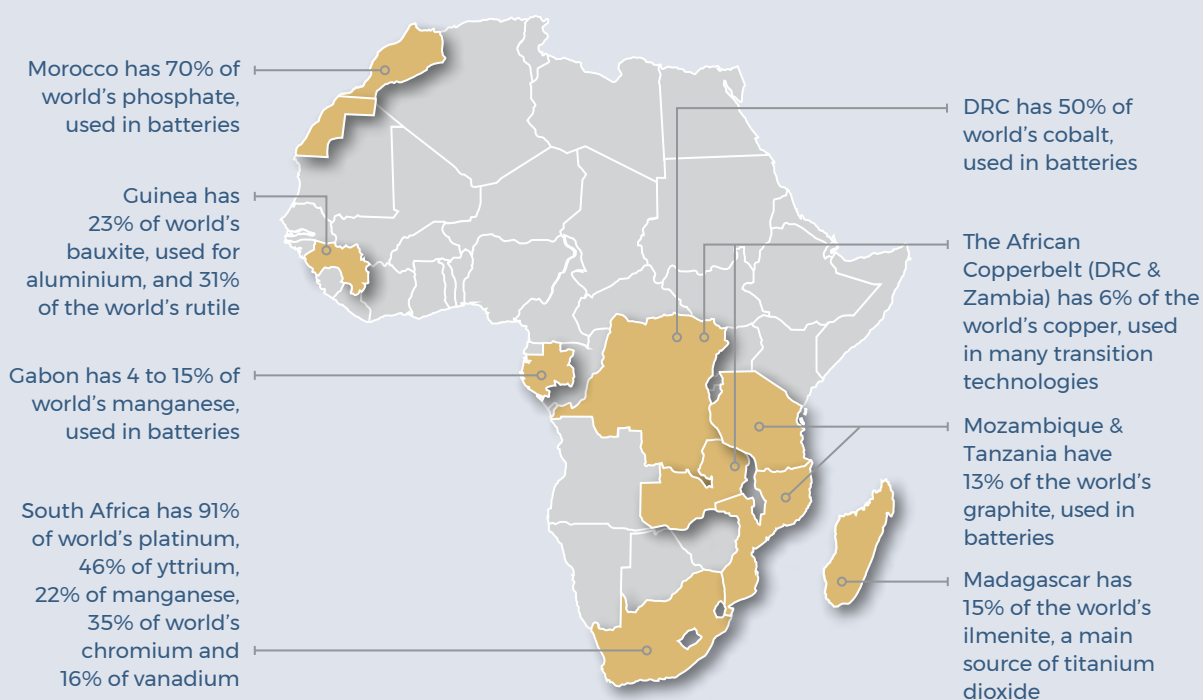 Morocco has 70% of
world's phosphate,
used in batteries
Guinea has
23% of world's
bauxite, used for
aluminium, and 31%
of the world's rutile
Gabon has 4 to 15% of
world's manganese,
used in batteries
South Africa has 91%
of world's platinum,
46% of yttrium,
22% of manganese,
35% of world's
chromium and
16% of vanadium
DRC has 50% of
world's cobalt,
used in batteries
The African
Copperbelt (DRC &
Zambia) has 6% of the
world's copper, used
in many transition
technologies
Mozambique &
Tanzania have
13% of the world's
graphite, used in
batteries
Madagascar has
15% of the world's
ilmenite, a main
source of titanium
dioxide